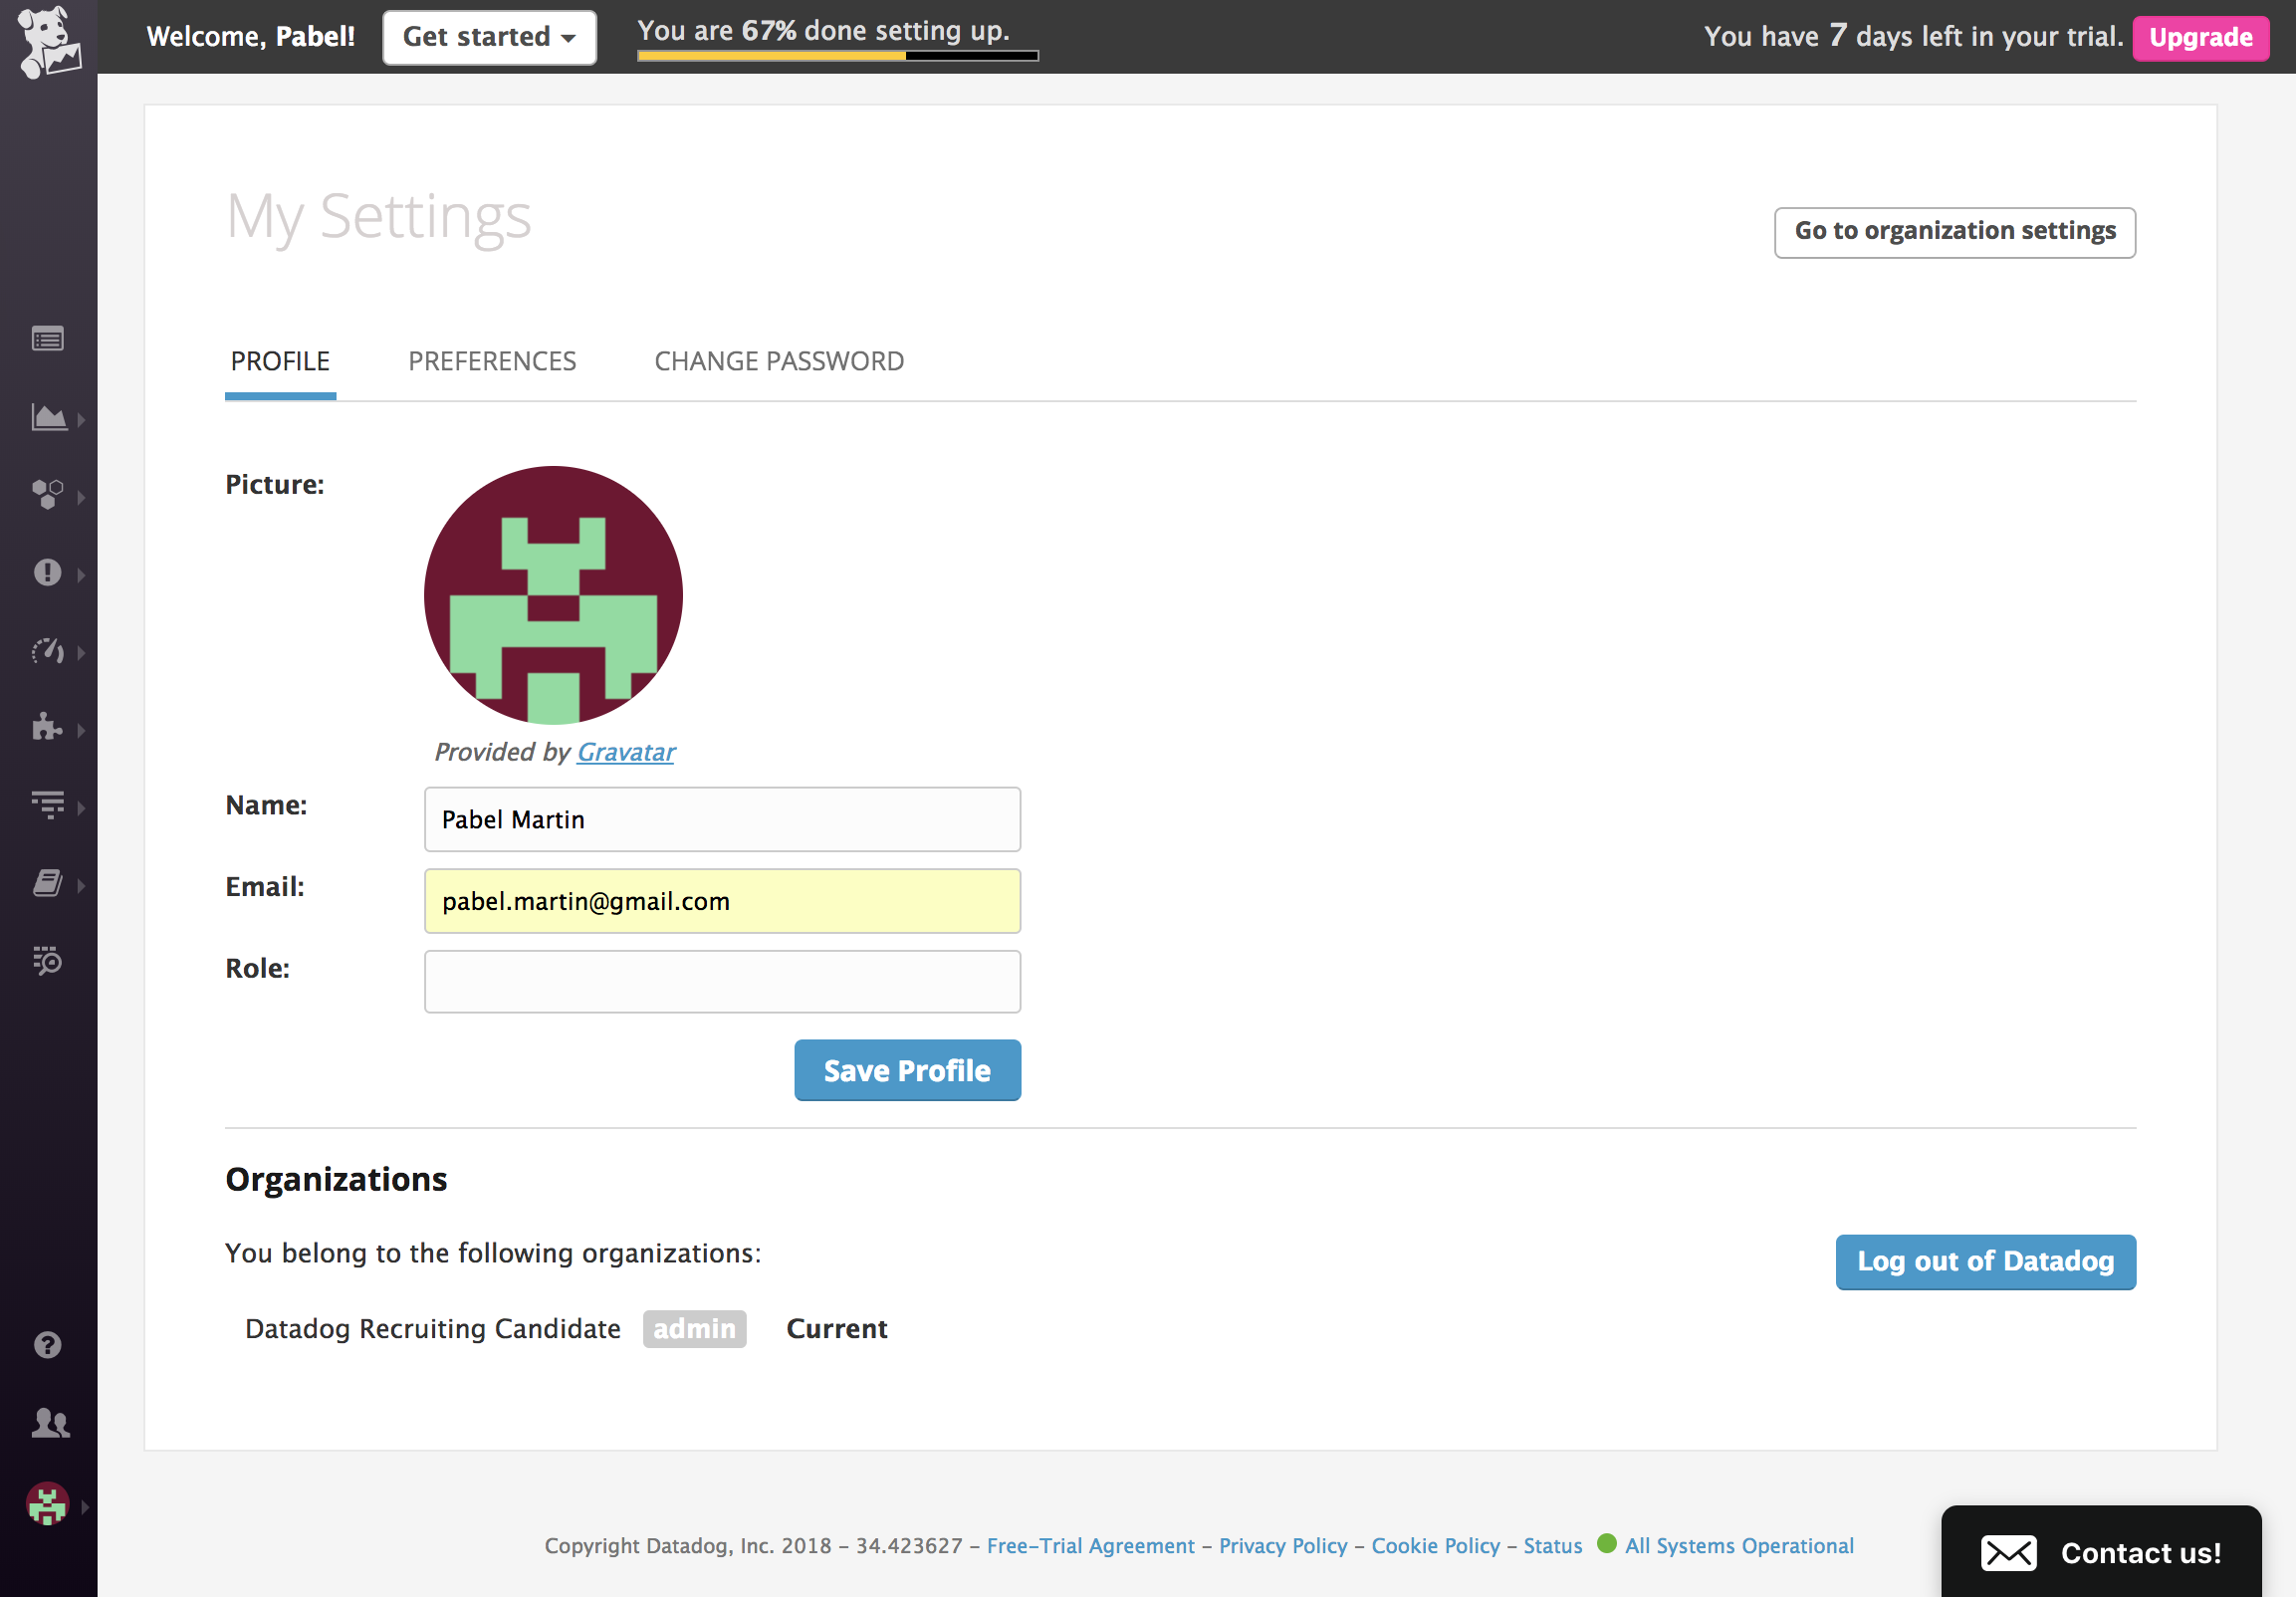 Welcome, Pabel!
Get started
You are 67% done setting up.
You have 7 days left in your trial.
Upgrade
My Settings
Go to organization settings
PROFILE
PREFERENCES
CHANGE PASSWORD
Picture:
Provided by Gravatar
Name:
Pabel Martin
Email:
pabel.martin@gmail.com
Role:
Save Profile
Organizations
You belong to the following organizations:
Log out of Datadog
Datadog Recruiting Candidate admin Current
Copyright Datadog, Inc. 2018 – 34.423627 – Free-Trial Agreement – Privacy Policy – Cookie Policy – Status All Systems Operational
Contact us!